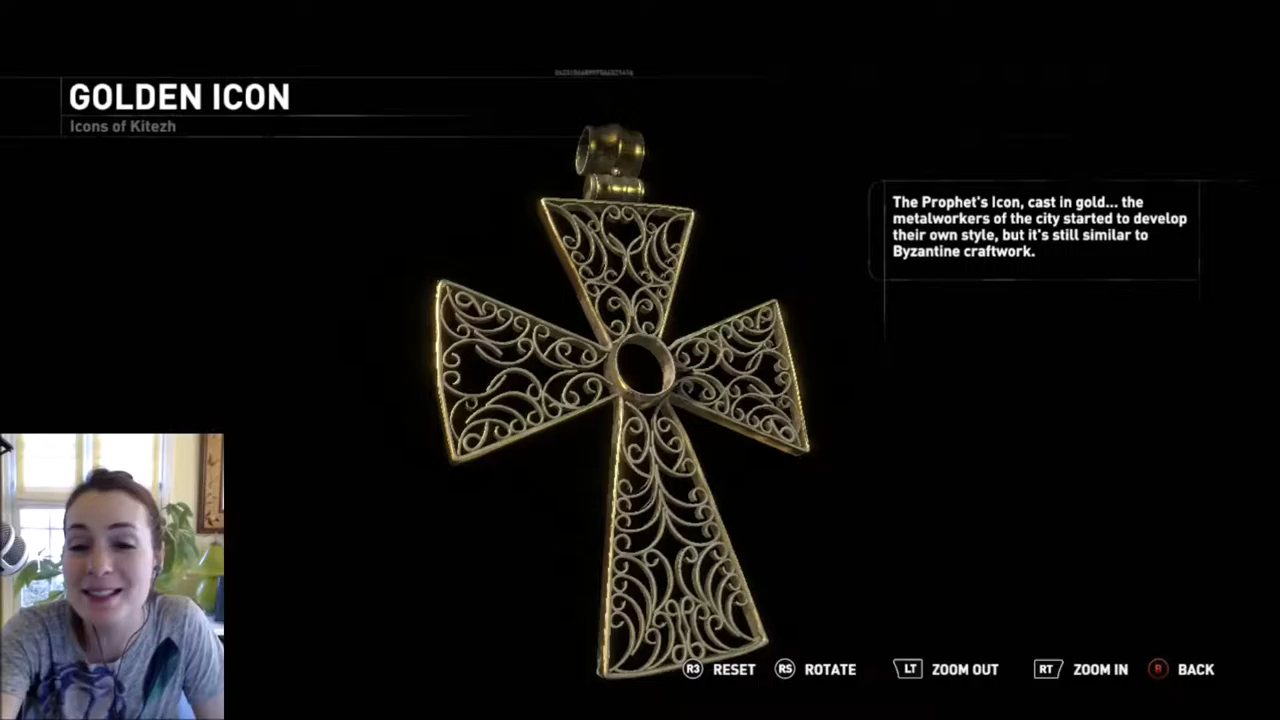 GOLDEN ICON
Icons of Kitezh
The Prophet's Icon, cast in gold... the
metalworkers of the city started to develop
their own style, but it's still similar to
Byzantine craftwork.
R3 RESET
RS ROTATE
LT ZOOM OUT
RT ZOOM IN
B BACK